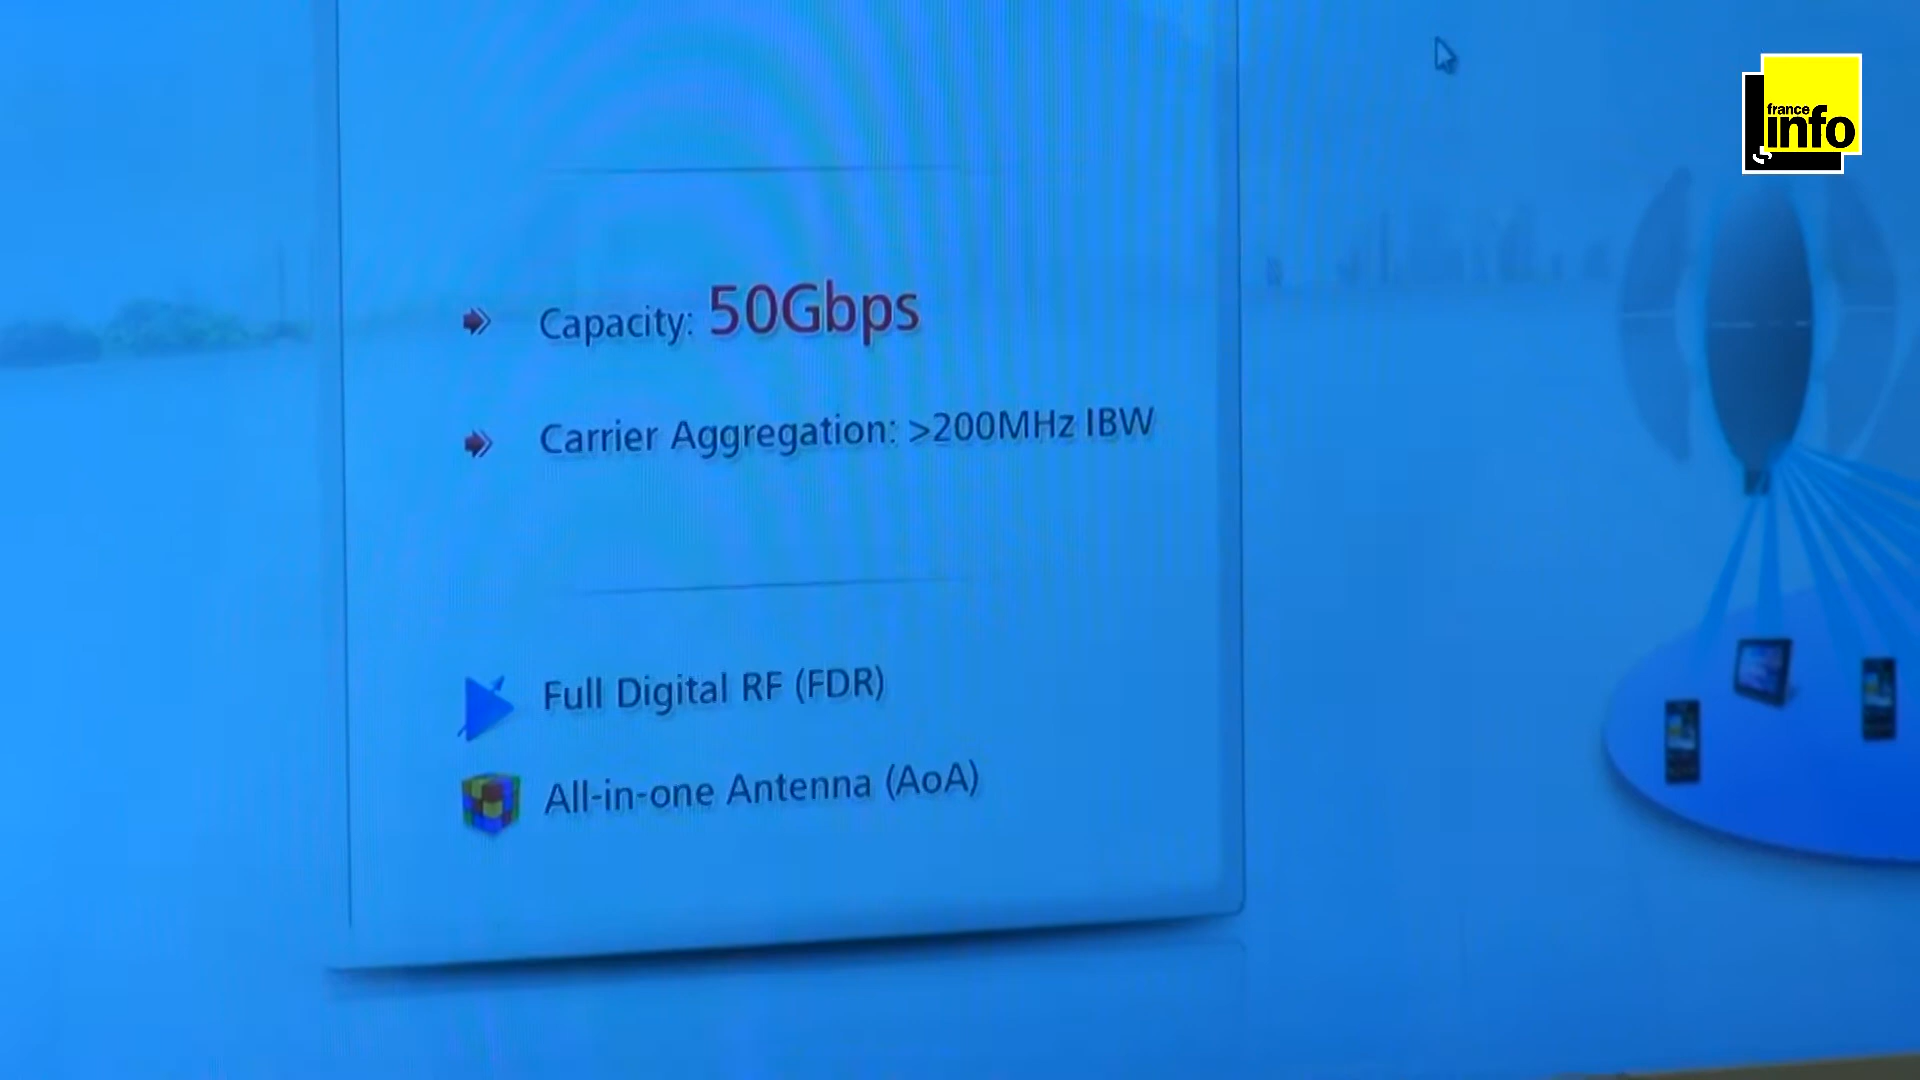 france
info
Capacity: 50Gbps
Carrier Aggregation: >200MHz IBW
Full Digital RF (FDR)
All-in-one Antenna (AoA)